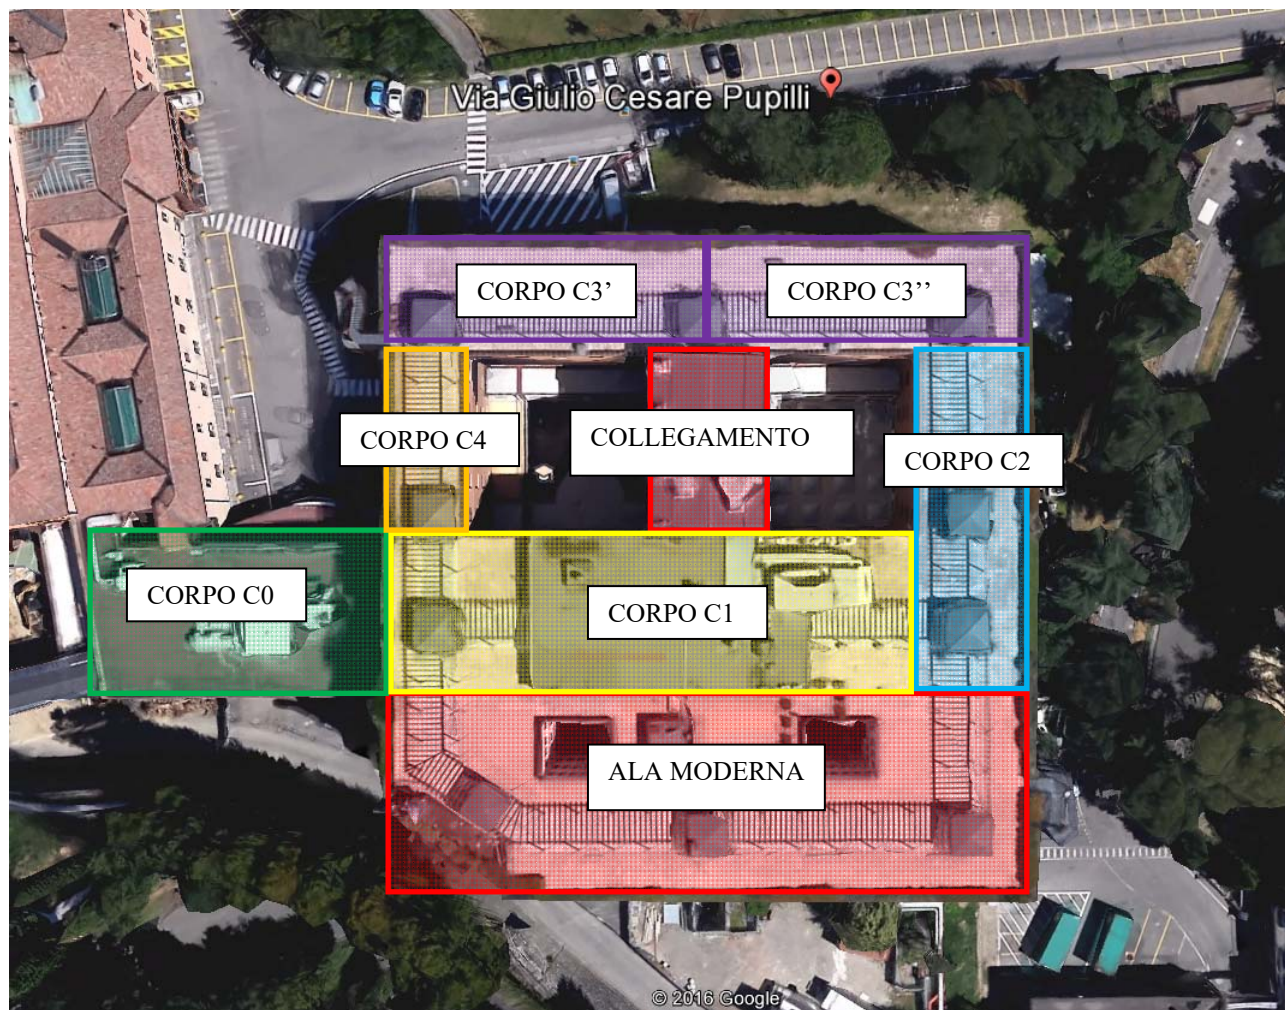 Via Giulio Cesare Pupilli
CORPO C3’
CORPO C3’’
CORPO C4
COLLEGAMENTO
CORPO C2
CORPO C0
CORPO C1
ALA MODERNA
© 2016 Google